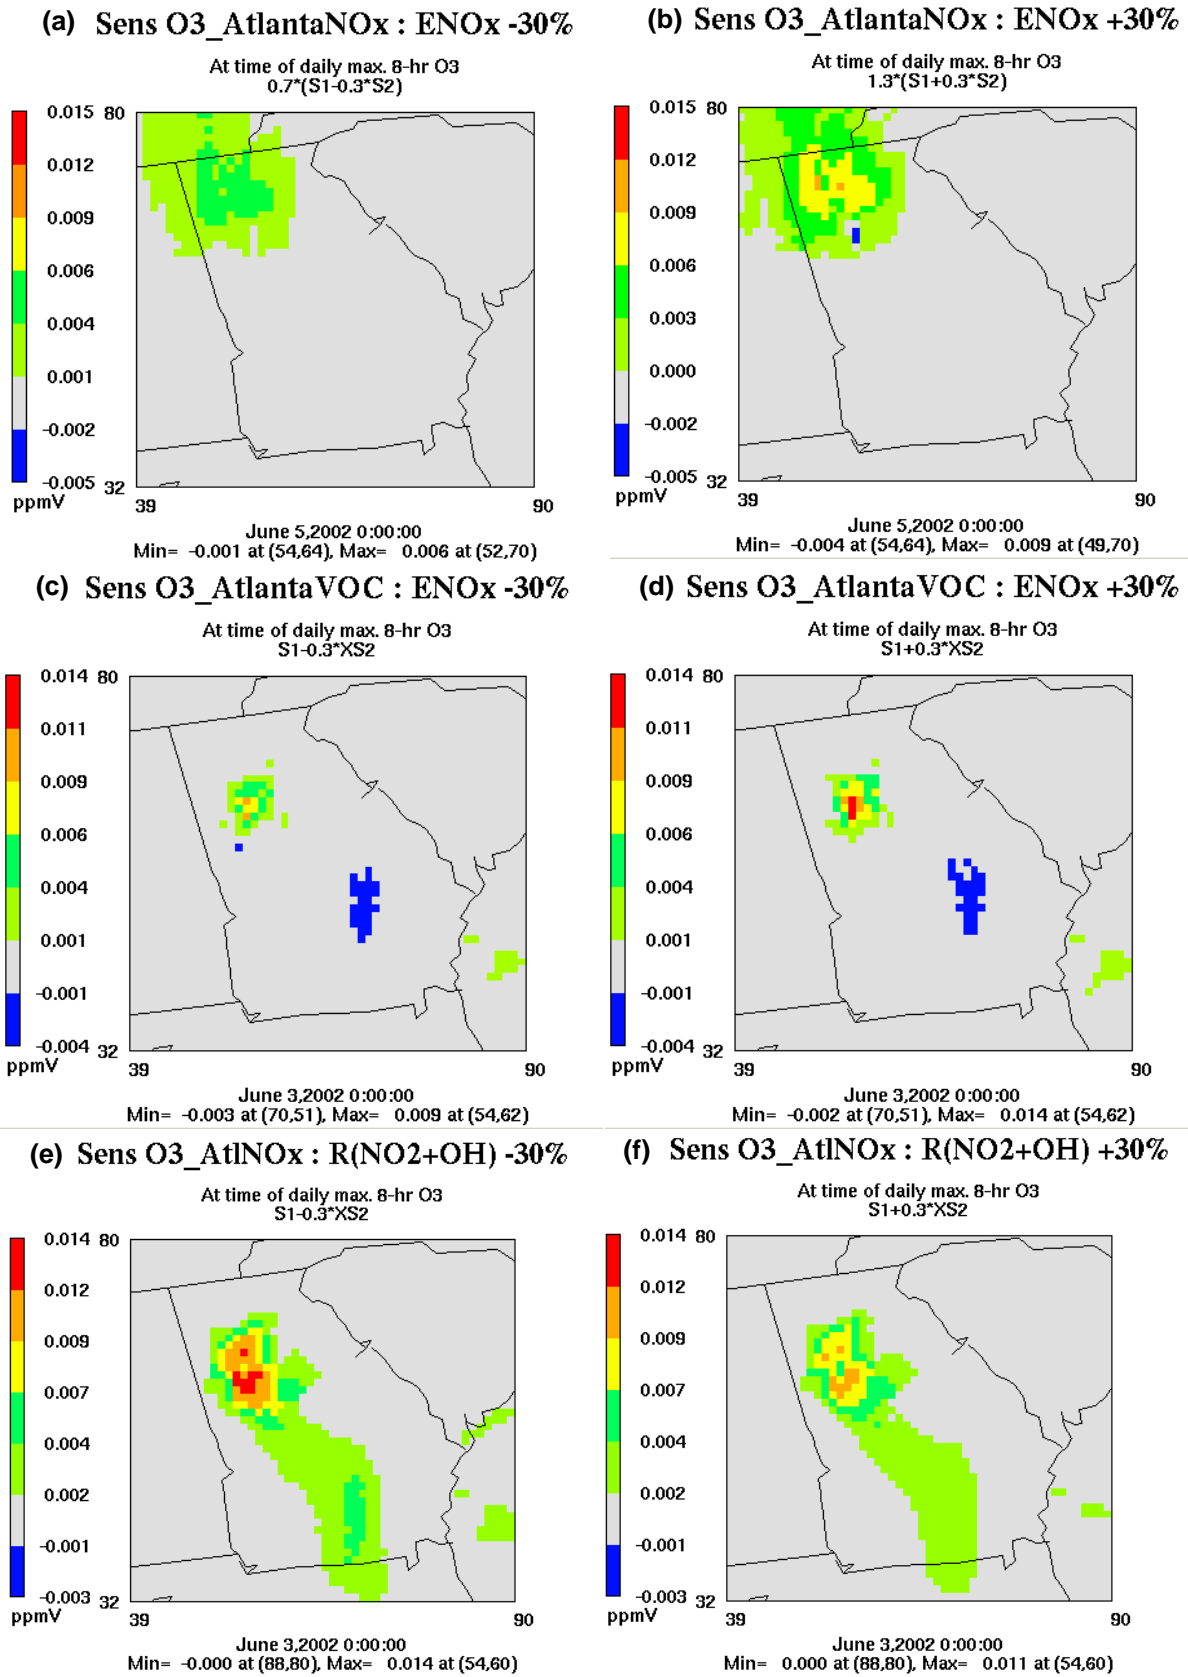 (a) Sens O3_AtlantaNOx : ENOx -30%
At time of daily max. 8-hr O3
0.7*(S1-0.3*S2)
0.015
0.012
0.009
0.006
0.004
0.001
-0.002
-0.005
ppmV
80
32
39
90
June 5,2002 0:00:00
Min= -0.001 at (54,64), Max= 0.006 at (52,70)
(b) Sens O3_AtlantaNOx : ENOx +30%
At time of daily max. 8-hr O3
1.3*(S1+0.3*S2)
0.015
0.012
0.009
0.006
0.003
0.000
-0.002
-0.005
ppmV
80
32
39
90
June 5,2002 0:00:00
Min= -0.004 at (54,64), Max= 0.009 at (49,70)
(c) Sens O3_AtlantaVOC : ENOx -30%
At time of daily max. 8-hr O3
S1-0.3*XS2
0.014
0.011
0.009
0.006
0.004
0.001
-0.001
-0.004
ppmV
80
32
39
90
June 3,2002 0:00:00
Min= -0.003 at (70,51), Max= 0.009 at (54,62)
(d) Sens O3_AtlantaVOC : ENOx +30%
At time of daily max. 8-hr O3
S1+0.3*XS2
0.014
0.011
0.009
0.006
0.004
0.001
-0.001
-0.004
ppmV
80
32
39
90
June 3,2002 0:00:00
Min= -0.002 at (70,51), Max= 0.014 at (54,62)
(e) Sens O3_AtlNOx : R(NO2+OH) -30%
At time of daily max. 8-hr O3
S1-0.3*XS2
0.014
0.012
0.009
0.007
0.004
0.002
-0.001
-0.003
ppmV
80
32
39
90
June 3,2002 0:00:00
Min= -0.000 at (88,80), Max= 0.014 at (54,60)
(f) Sens O3_AtlNOx : R(NO2+OH) +30%
At time of daily max. 8-hr O3
S1+0.3*XS2
0.014
0.012
0.009
0.007
0.004
0.002
-0.001
-0.003
ppmV
80
32
39
90
June 3,2002 0:00:00
Min= 0.000 at (88,80), Max= 0.011 at (54,60)